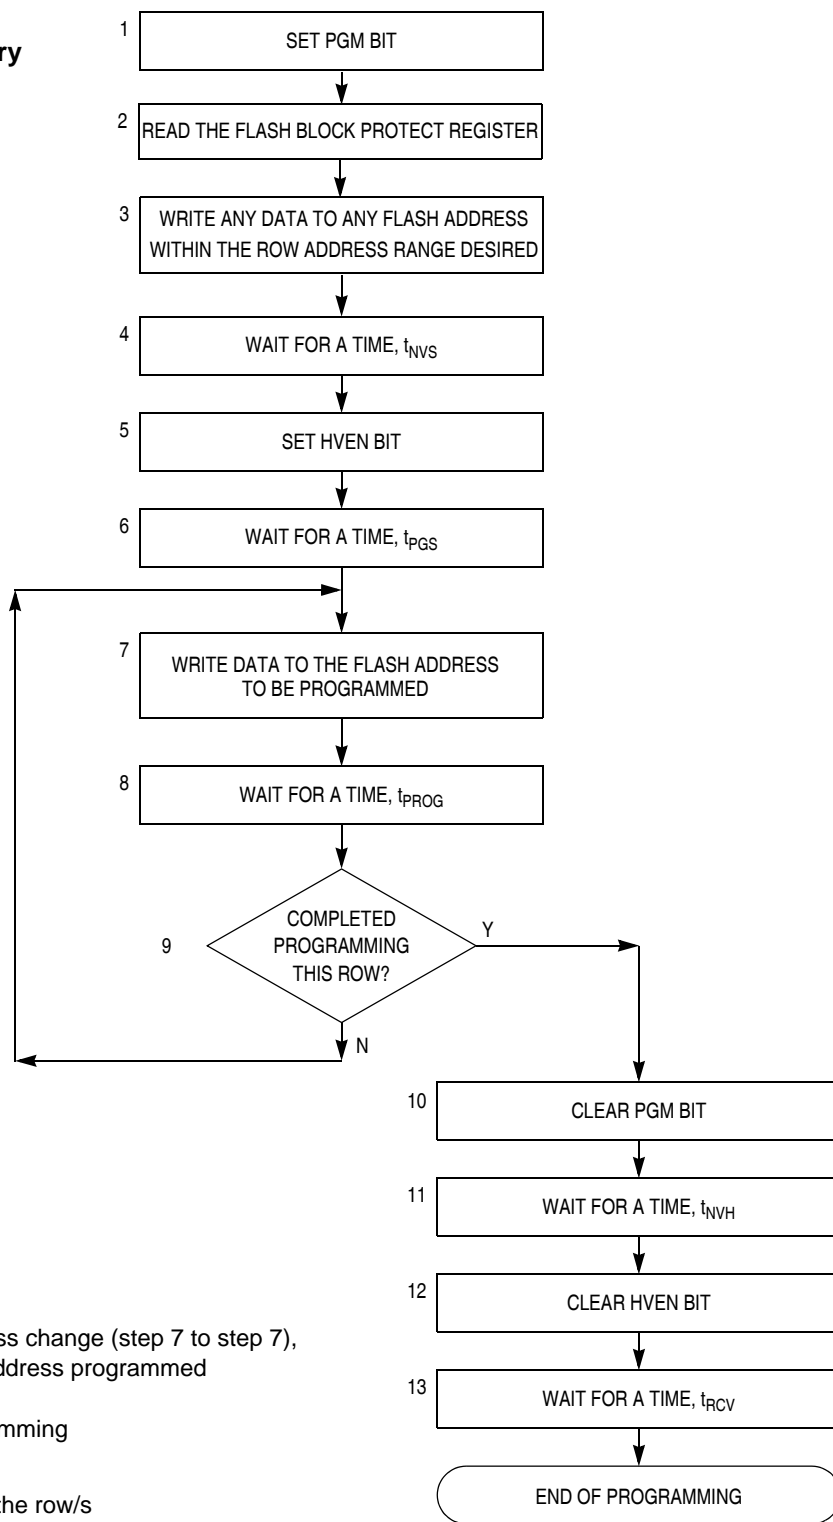 1
SET PGM BIT
ry
2
READ THE FLASH BLOCK PROTECT REGISTER
3
WRITE ANY DATA TO ANY FLASH ADDRESS
WITHIN THE ROW ADDRESS RANGE DESIRED
4
WAIT FOR A TIME, tNVS
5
SET HVEN BIT
6
WAIT FOR A TIME, tPGS
7
WRITE DATA TO THE FLASH ADDRESS
TO BE PROGRAMMED
8
WAIT FOR A TIME, tPROG
9
COMPLETED
PROGRAMMING
THIS ROW?
Y
N
10
CLEAR PGM BIT
11
WAIT FOR A TIME, tNVH
12
CLEAR HVEN BIT
13
WAIT FOR A TIME, tRCV
END OF PROGRAMMING
ss change (step 7 to step 7),
ddress programmed
mming
the row/s